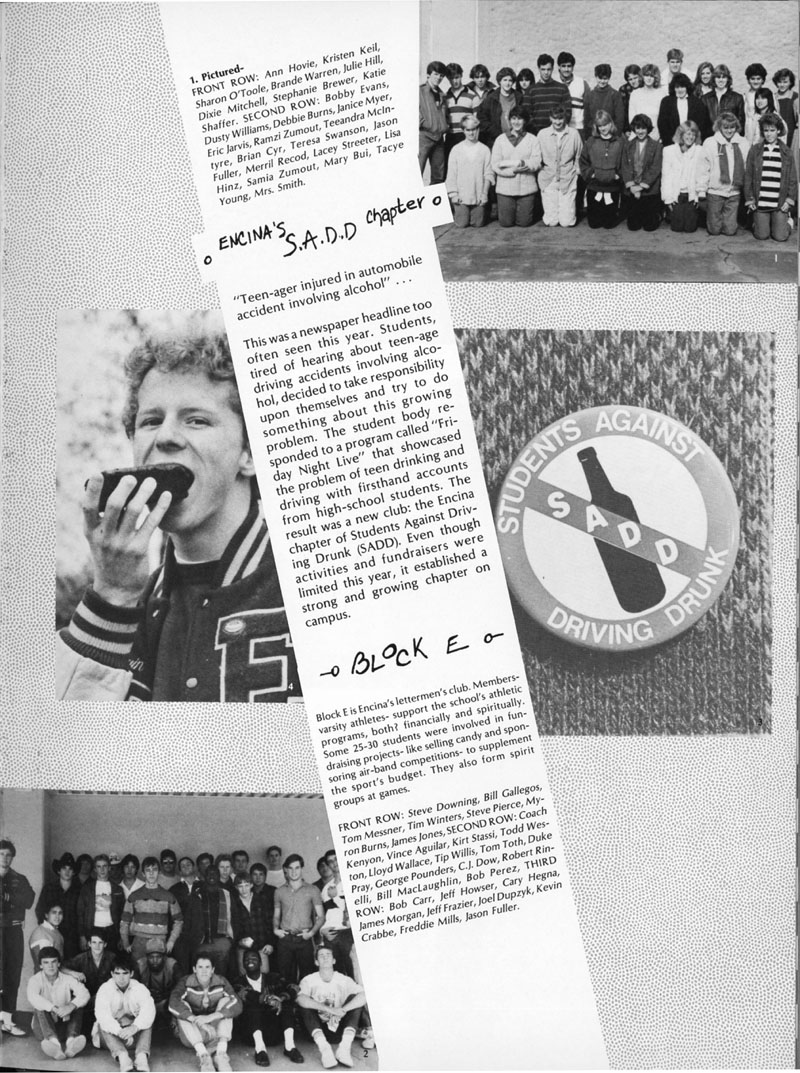 1. Pictured-
FRONT ROW: Ann Hovie, Kristen Keil,
Sharon O'Toole, Brande Warren, Julie Hill,
Dixie Mitchell, Stephanie Brewer, Katie
Shaffer. SECOND ROW: Bobby Evans,
Dusty Williams, Debbie Burns, Janice Myer,
Eric Jarvis, Ramzi Zumout, Teeandra McIn-
tyre, Brian Cyr, Teresa Swanson, Jason
Fuller, Merril Recod, Lacey Streeter, Lisa
Hinz, Samia Zumout, Mary Bui, Tacye
Young, Mrs. Smith.
1
ENCINA'S S.A.D.D Chapter
"Teen-ager injured in automobile
accident involving alcohol" . . .
This was a newspaper headline too
often seen this year. Students,
tired of hearing about teen-age
driving accidents involving alco-
hol, decided to take responsibility
upon themselves and try to do
something about this growing
problem. The student body re-
sponded to a program called "Fri-
day Night Live" that showcased
the problem of teen drinking and
driving with firsthand accounts
from high-school students. The
result was a new club: the Encina
chapter of Students Against Driv-
ing Drunk (SADD). Even though
activities and fundraisers were
limited this year, it established a
strong and growing chapter on
campus.
STUDENTS AGAINST
SADD
DRIVING DRUNK
3
E
4
BLOCK E
Block E is Encina's lettermen's club. Members-
varsity athletes- support the school's athletic
programs, both? financially and spiritually.
Some 25-30 students were involved in fun-
draising projects- like selling candy and spon-
soring air-band competitions- to supplement
the sport's budget. They also form spirit
groups at games.
FRONT ROW: Steve Downing, Bill Gallegos,
Tom Messner, Tim Winters, Steve Pierce, My-
ron Burns, James Jones, SECOND ROW: Coach
Kenyon, Vince Aguilar, Kirt Stassi, Todd Wes-
ton, Lloyd Wallace, Tip Willis, Tom Toth, Duke
Pray, George Pounders, C.J. Dow, Robert Rin-
elli, Bill MacLaughlin, Bob Perez, THIRD
ROW: Bob Carr, Jeff Howser, Cary Hegna,
James Morgan, Jeff Frazier, Joel Dupzyk, Kevin
Crabbe, Freddie Mills, Jason Fuller.
2